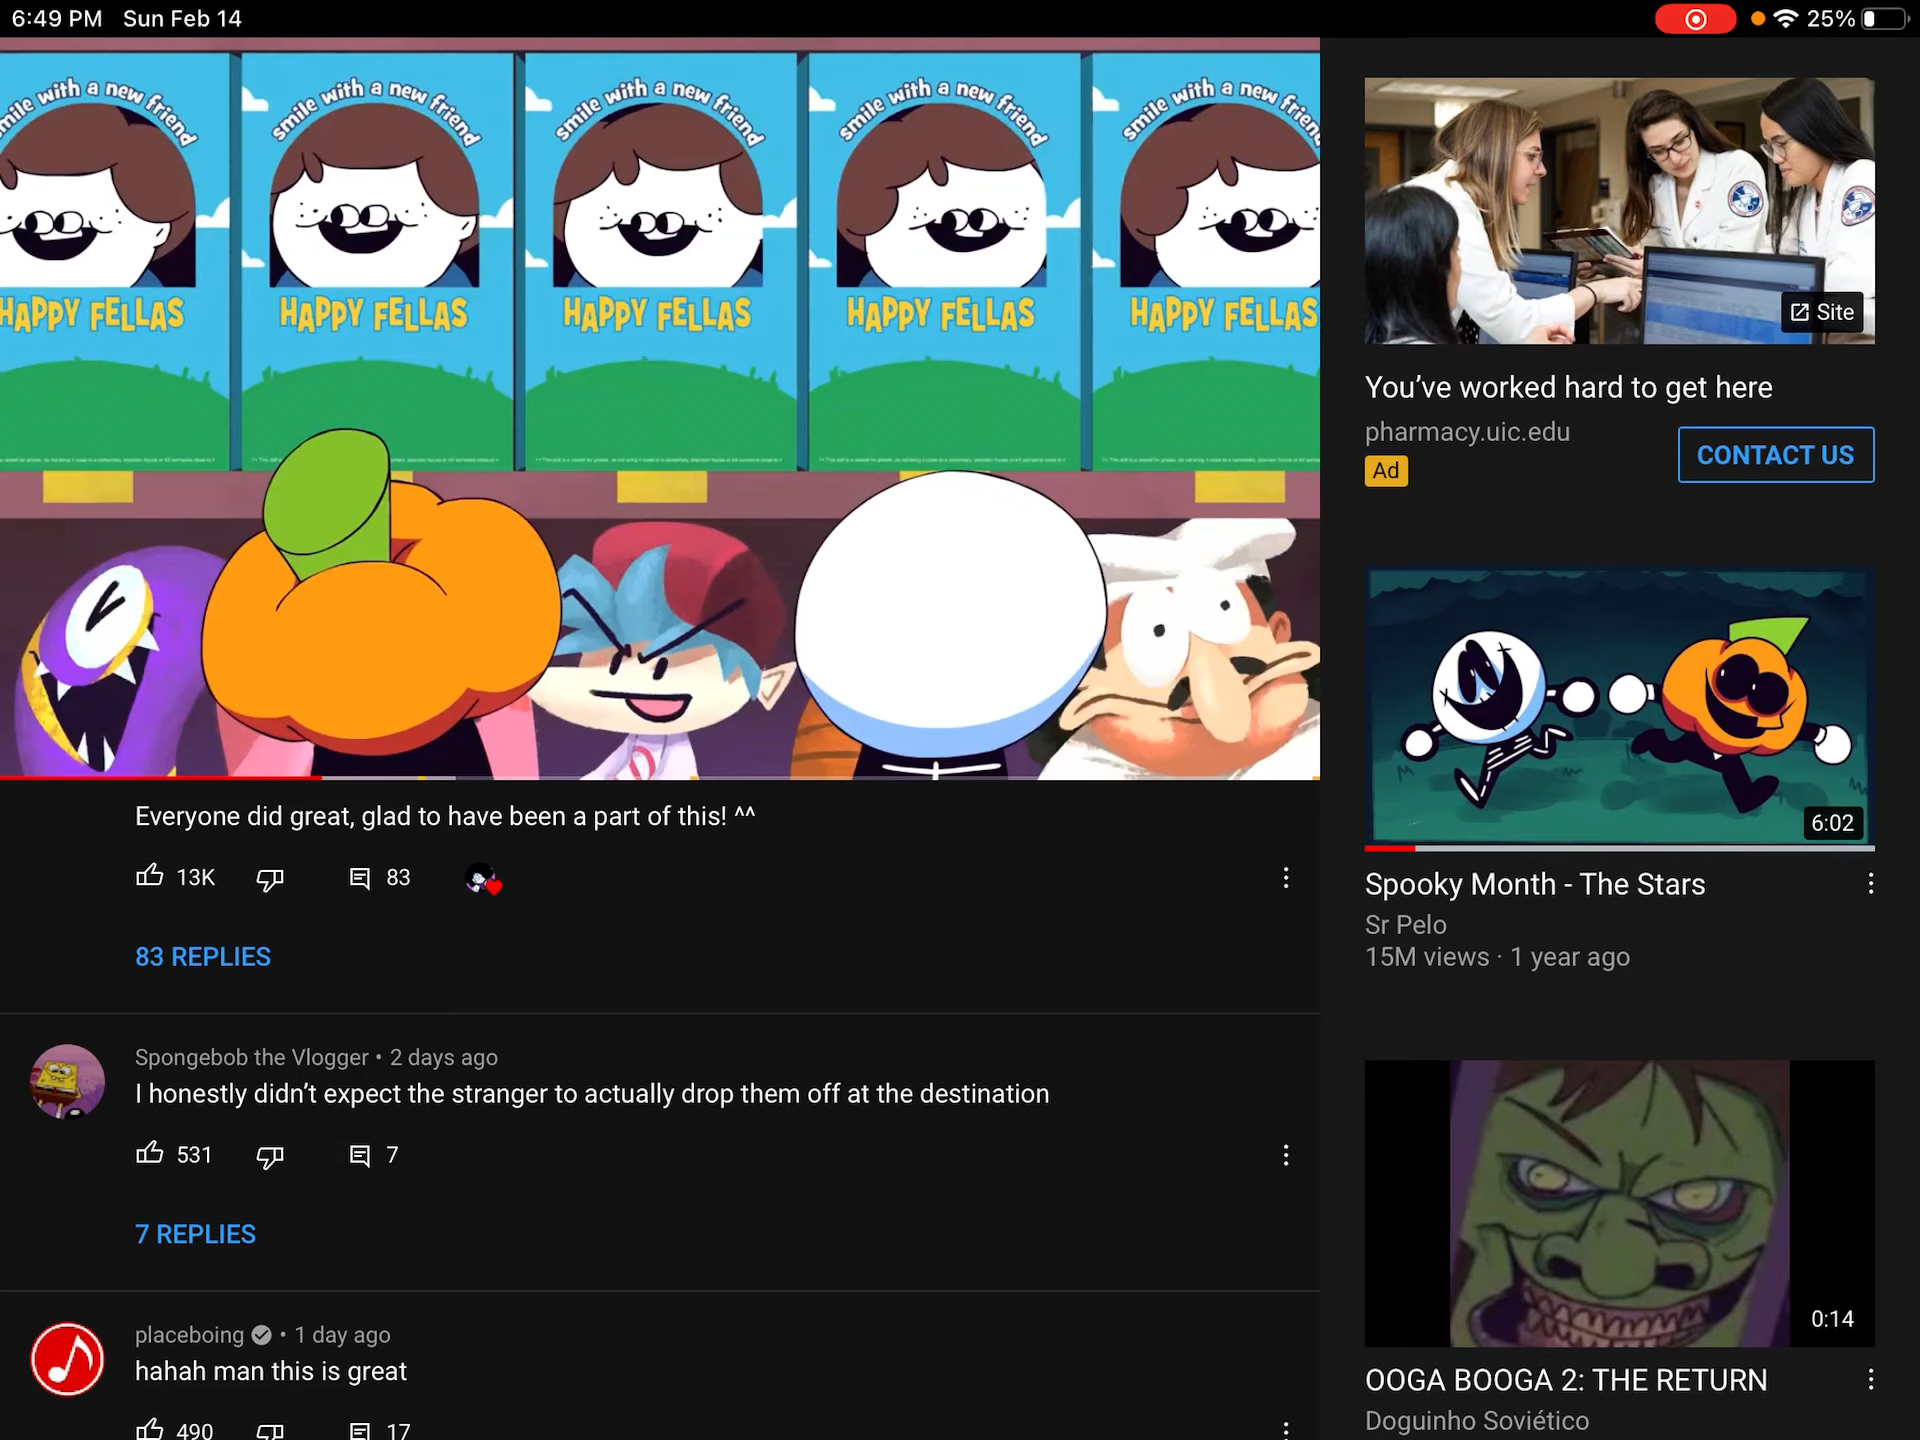 6:49 PM Sun Feb 14
25%
smile with a new friend
smile with a new friend
smile with a new friend
smile with a new friend
smile with a new friend
HAPPY FELLAS
HAPPY FELLAS
HAPPY FELLAS
HAPPY FELLAS
HAPPY FELLAS
Everyone did great, glad to have been a part of this! ^^
13K 83
83 REPLIES
Spongebob the Vlogger • 2 days ago
I honestly didn't expect the stranger to actually drop them off at the destination
531 7
7 REPLIES
placeboing • 1 day ago
hahah man this is great
490 17
Site
You've worked hard to get here
pharmacy.uic.edu
Ad
CONTACT US
6:02
Spooky Month - The Stars
Sr Pelo
15M views · 1 year ago
0:14
OOGA BOOGA 2: THE RETURN
Doguinho Soviético